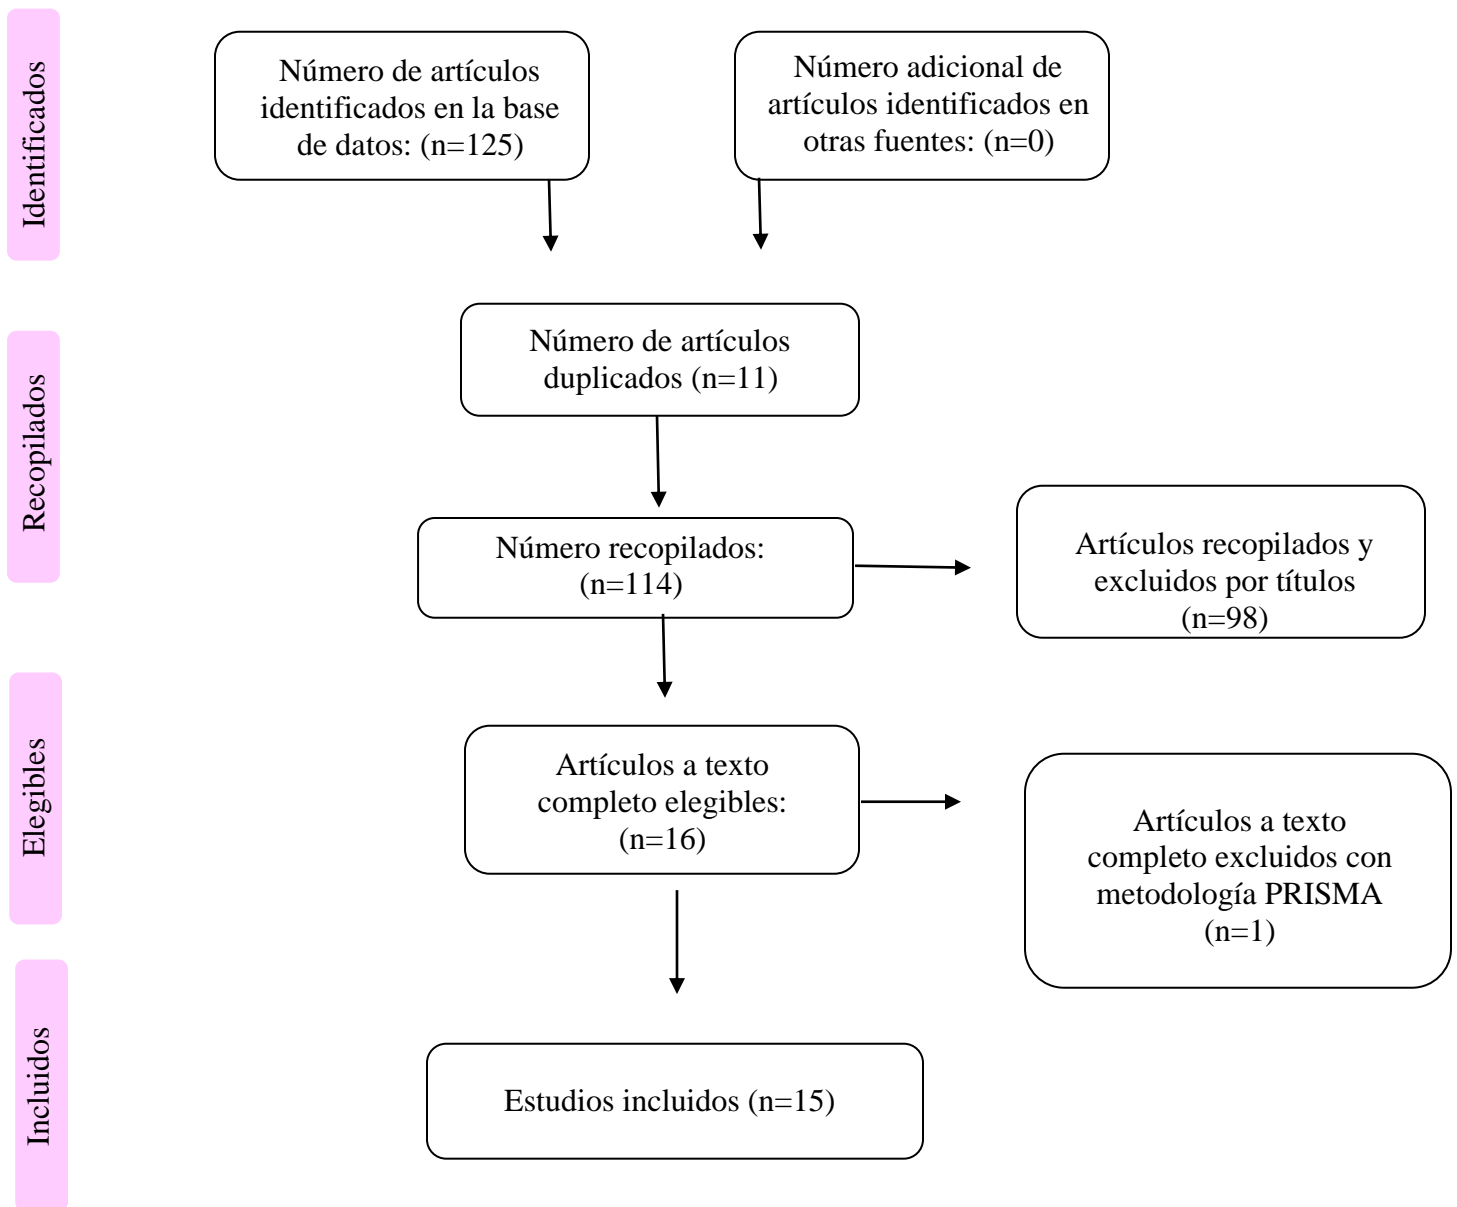 Identificados
Número de artículos
identificados en la base
de datos: (n=125)
Número adicional de
artículos identificados en
otras fuentes: (n=0)
Recopilados
Número de artículos
duplicados (n=11)
Número recopilados:
(n=114)
Artículos recopilados y
excluidos por títulos
(n=98)
Elegibles
Artículos a texto
completo elegibles:
(n=16)
Artículos a texto
completo excluidos con
metodología PRISMA
(n=1)
Incluidos
Estudios incluidos (n=15)